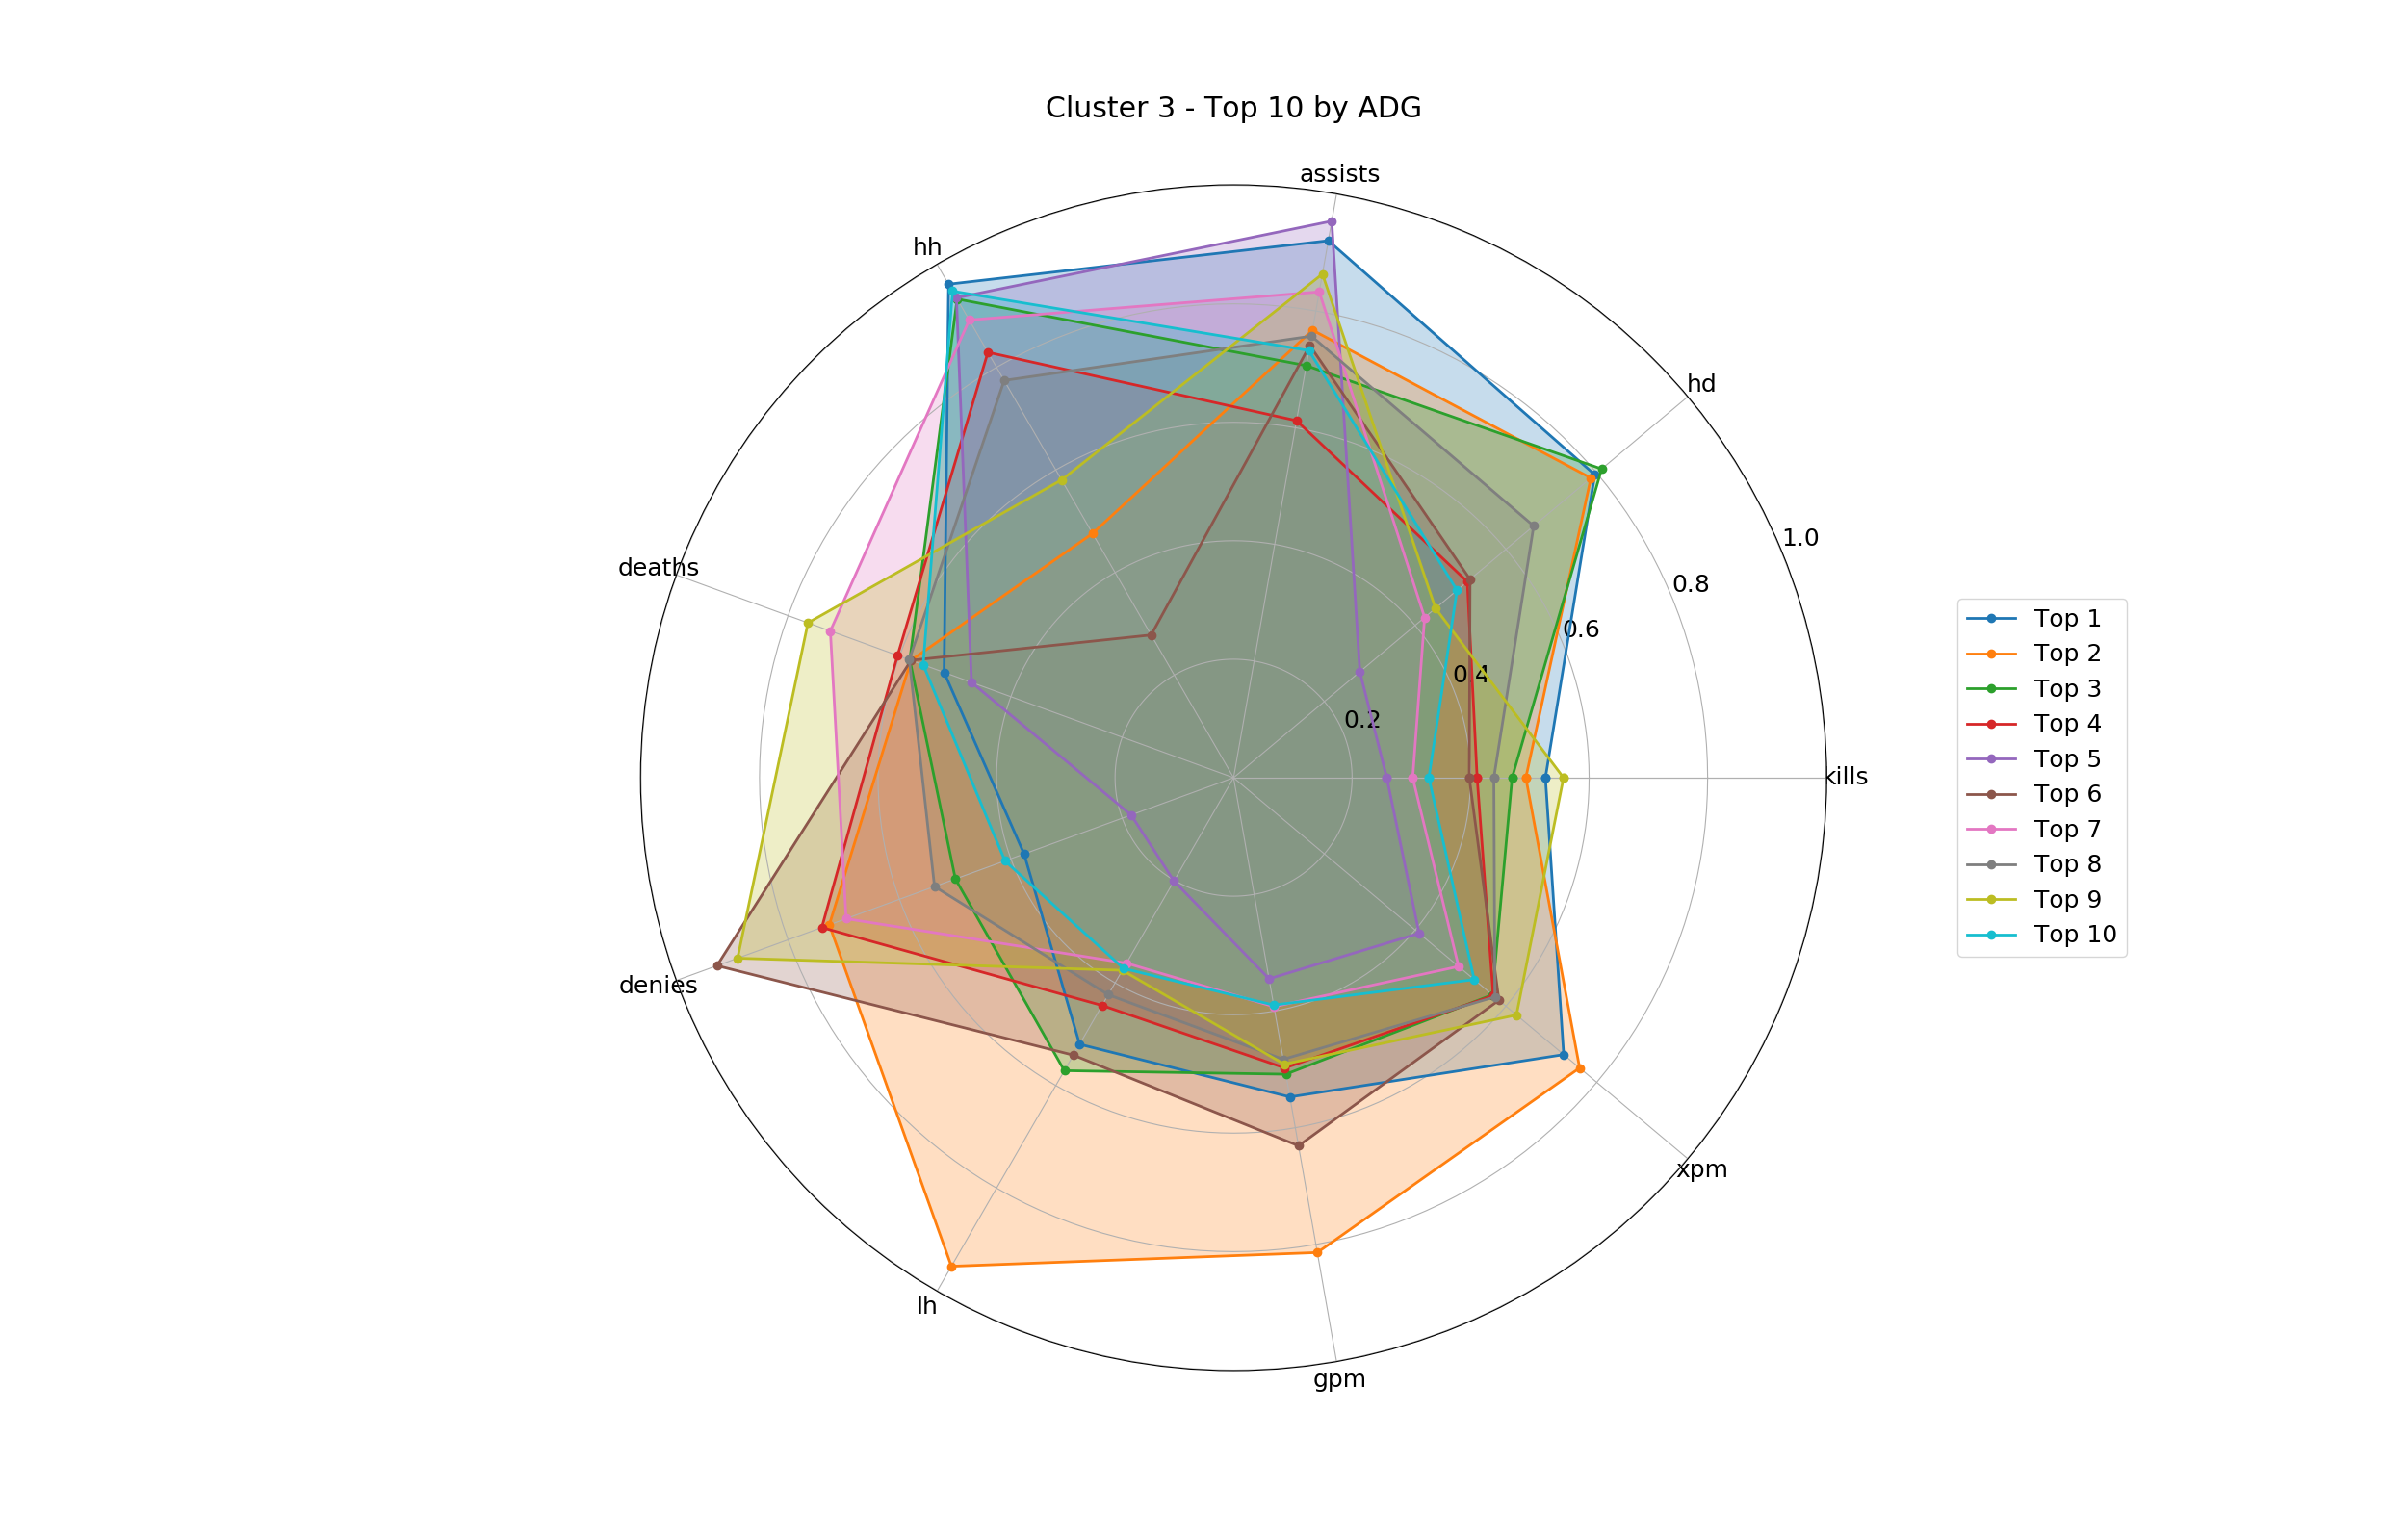 Cluster 3 - Top 10 by ADG
assists
hh
hd
deaths
1.0
0.8
0.6
0.4
0.2
kills
denies
xpm
lh
gpm
Top 1
Top 2
Top 3
Top 4
Top 5
Top 6
Top 7
Top 8
Top 9
Top 10